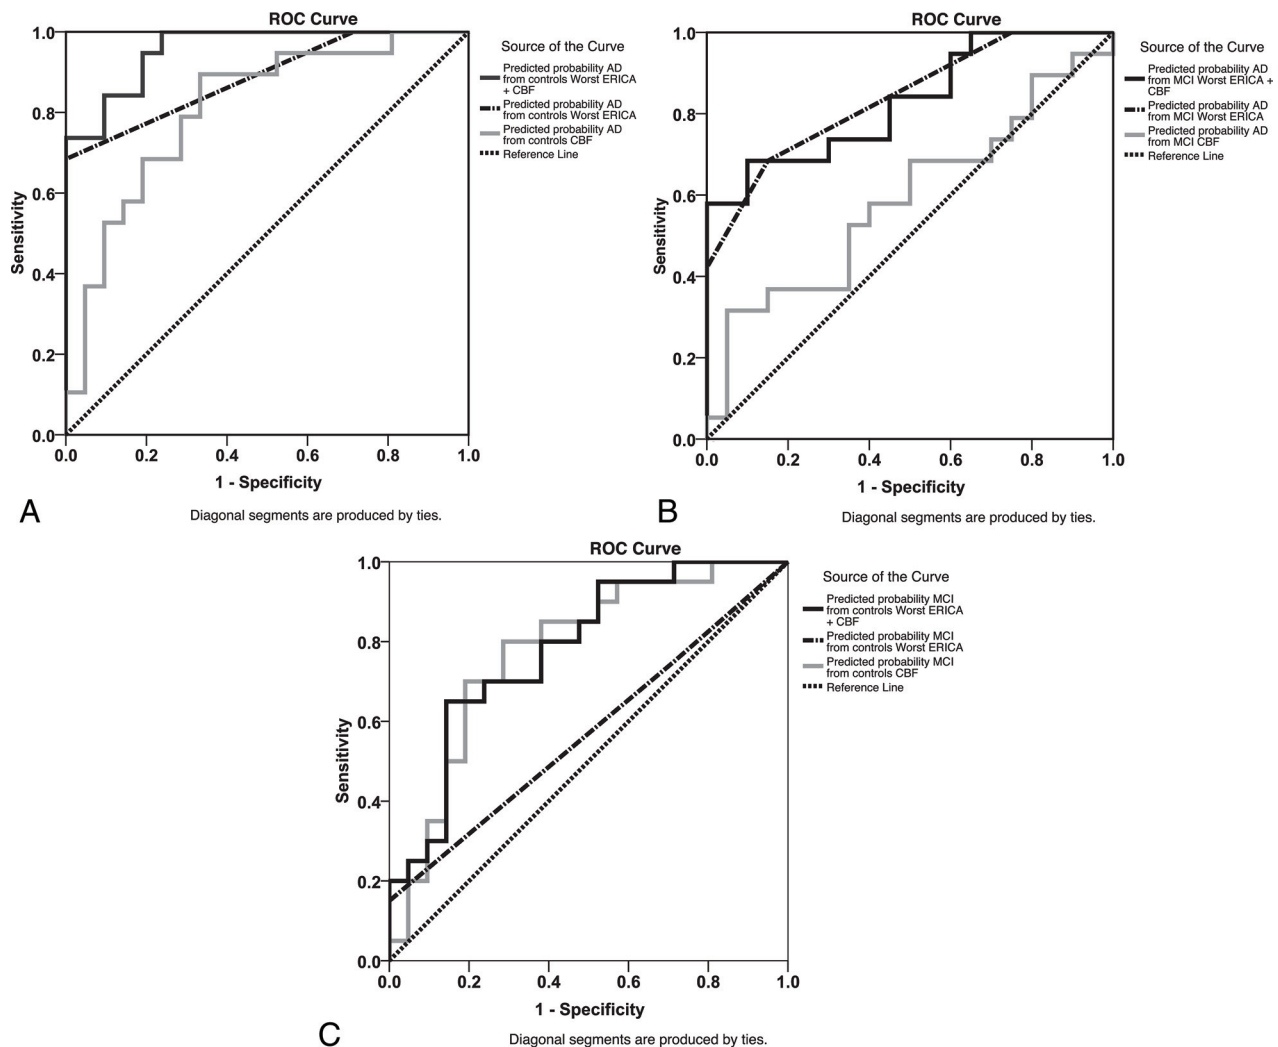 ROC Curve
1.0
0.8
0.6
0.4
0.2
0.0
Sensitivity
0.0 0.2 0.4 0.6 0.8 1.0
1 - Specificity
Source of the Curve
Predicted probability AD
from controls Worst ERICA
+ CBF
Predicted probability AD
from controls Worst ERICA
Predicted probability AD
from controls CBF
Reference Line
A
Diagonal segments are produced by ties.
ROC Curve
1.0
0.8
0.6
0.4
0.2
0.0
Sensitivity
0.0 0.2 0.4 0.6 0.8 1.0
1 - Specificity
Source of the Curve
Predicted probability AD
from MCI Worst ERICA +
CBF
Predicted probability AD
from MCI Worst ERICA
Predicted probability AD
from MCI CBF
Reference Line
B
Diagonal segments are produced by ties.
ROC Curve
1.0
0.8
0.6
0.4
0.2
0.0
Sensitivity
0.0 0.2 0.4 0.6 0.8 1.0
1 - Specificity
Source of the Curve
Predicted probability MCI
from controls Worst ERICA
+ CBF
Predicted probability MCI
from controls Worst ERICA
Predicted probability MCI
from controls CBF
Reference Line
C
Diagonal segments are produced by ties.